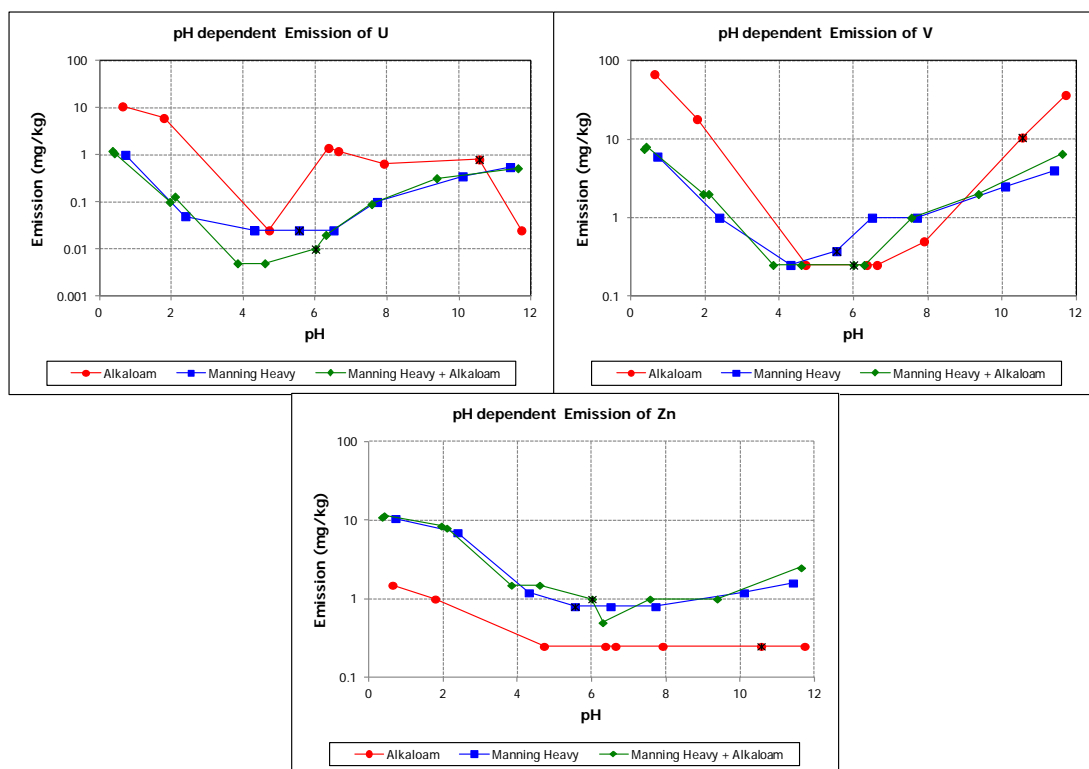 pH dependent Emission of U
Emission (mg/kg)
100
10
1
0.1
0.01
0.001
0 2 4 6 8 10 12
pH
Alkaloam Manning Heavy Manning Heavy + Alkaloam
pH dependent Emission of V
Emission (mg/kg)
100
10
1
0.1
0 2 4 6 8 10 12
pH
Alkaloam Manning Heavy Manning Heavy + Alkaloam
pH dependent Emission of Zn
Emission (mg/kg)
100
10
1
0.1
0 2 4 6 8 10 12
pH
Alkaloam Manning Heavy Manning Heavy + Alkaloam